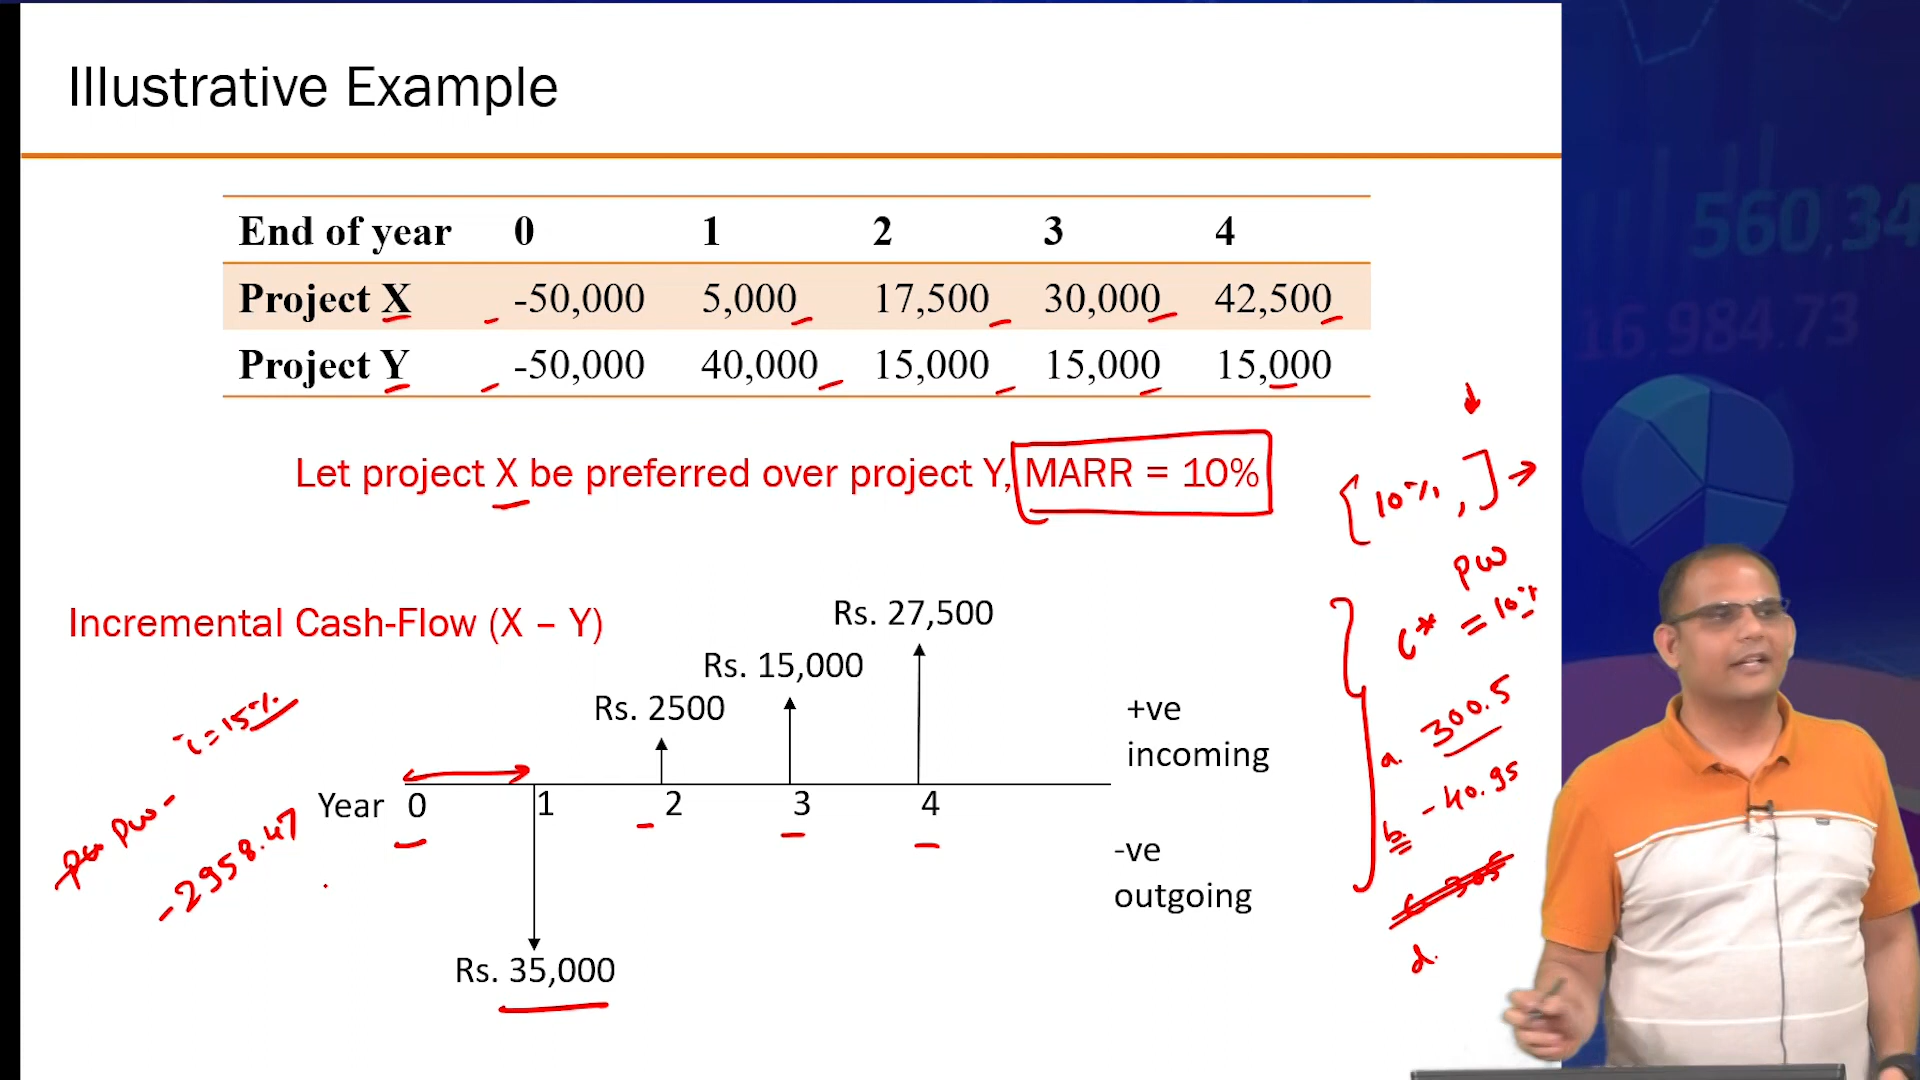 Illustrative Example
End of year 0 1 2 3 4
Project X -50,000 5,000 17,500 30,000 42,500
Project Y -50,000 40,000 15,000 15,000 15,000
Let project X be preferred over project Y, MARR = 10%
[10%, ]
PW
i* = 10%
Incremental Cash-Flow (X – Y)
Rs. 27,500
Rs. 15,000
Rs. 2500
+ve
incoming
i=15%
a. 300.5
Year 0 1 2 3 4
PW -
-2958.47
b. -40.95
-ve
outgoing
d.
Rs. 35,000
560,34
16,984.73